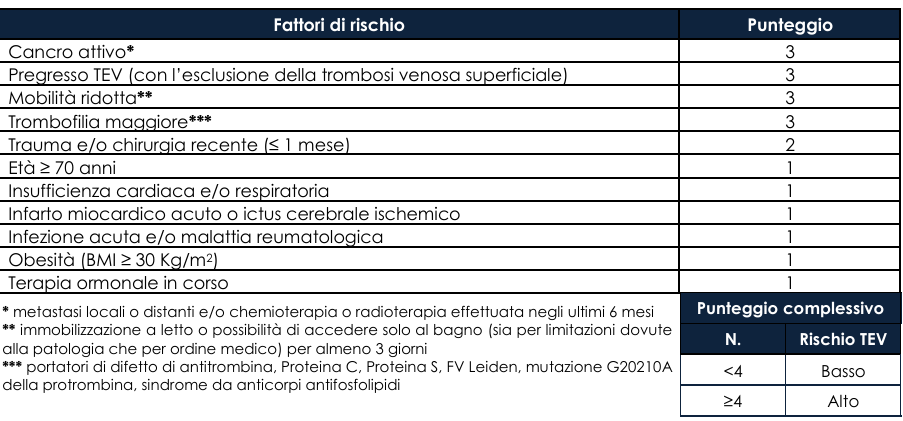 Fattori di rischio Punteggio
Cancro attivo* 3
Pregresso TEV (con l’esclusione della trombosi venosa superficiale) 3
Mobilità ridotta** 3
Trombofilia maggiore*** 3
Trauma e/o chirurgia recente (≤ 1 mese) 2
Età ≥ 70 anni 1
Insufficienza cardiaca e/o respiratoria 1
Infarto miocardico acuto o ictus cerebrale ischemico 1
Infezione acuta e/o malattia reumatologica 1
Obesità (BMI ≥ 30 Kg/m²) 1
Terapia ormonale in corso 1
* metastasi locali o distanti e/o chemioterapia o radioterapia effettuata negli ultimi 6 mesi
** immobilizzazione a letto o possibilità di accedere solo al bagno (sia per limitazioni dovute
alla patologia che per ordine medico) per almeno 3 giorni
*** portatori di difetto di antitrombina, Proteina C, Proteina S, FV Leiden, mutazione G20210A
della protrombina, sindrome da anticorpi antifosfolipidi
Punteggio complessivo
N. Rischio TEV
<4 Basso
≥4 Alto